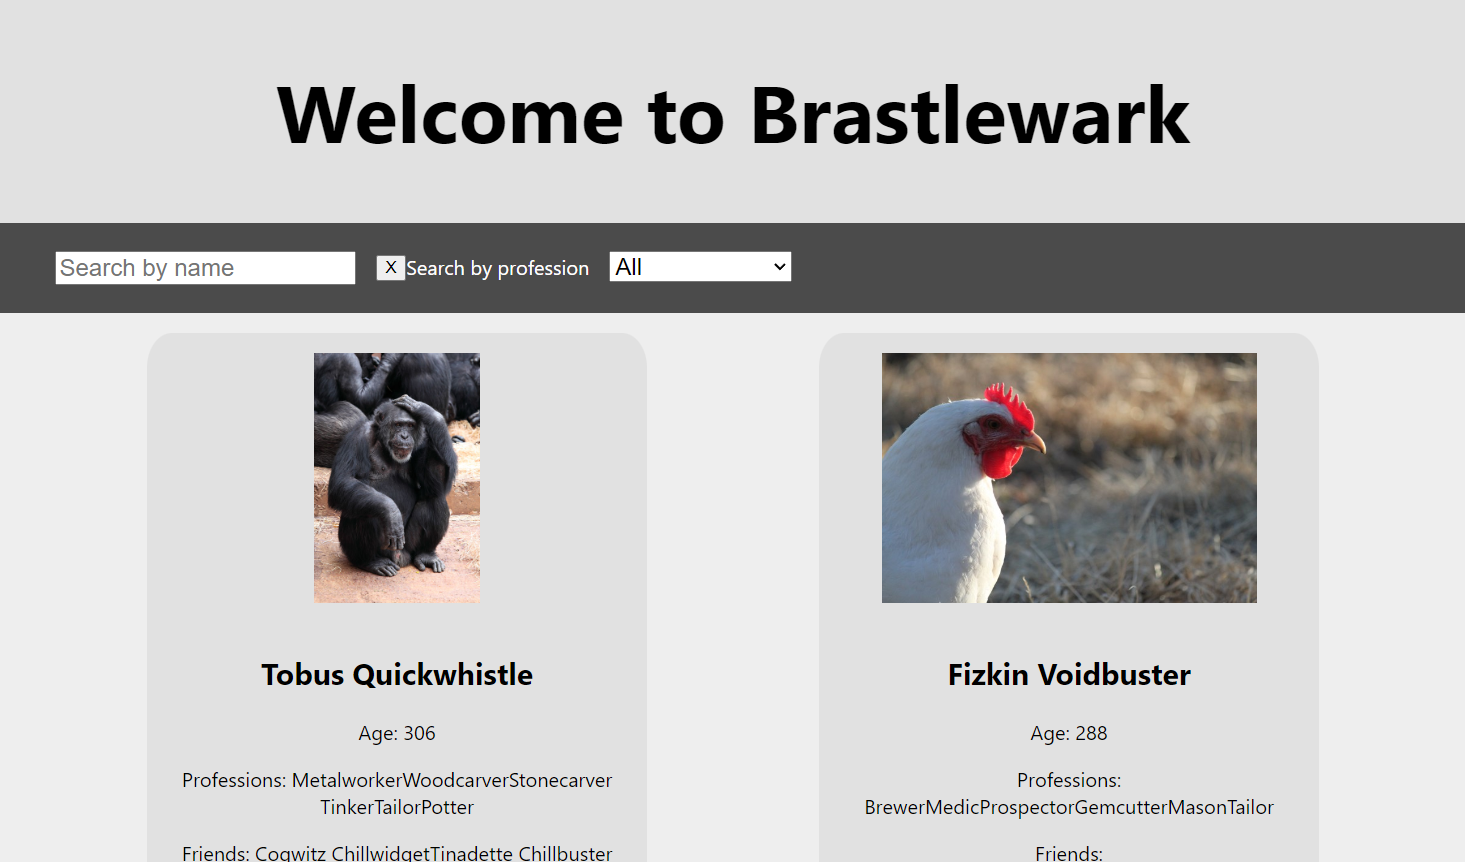 Welcome to Brastlewark
Search by name
X
Search by profession
All
Tobus Quickwhistle
Age: 306
Professions: MetalworkerWoodcarverStonecarver
TinkerTailorPotter
Friends: Cogwitz ChillwidgetTinadette Chillbuster
Fizkin Voidbuster
Age: 288
Professions:
BrewerMedicProspectorGemcutterMasonTailor
Friends: